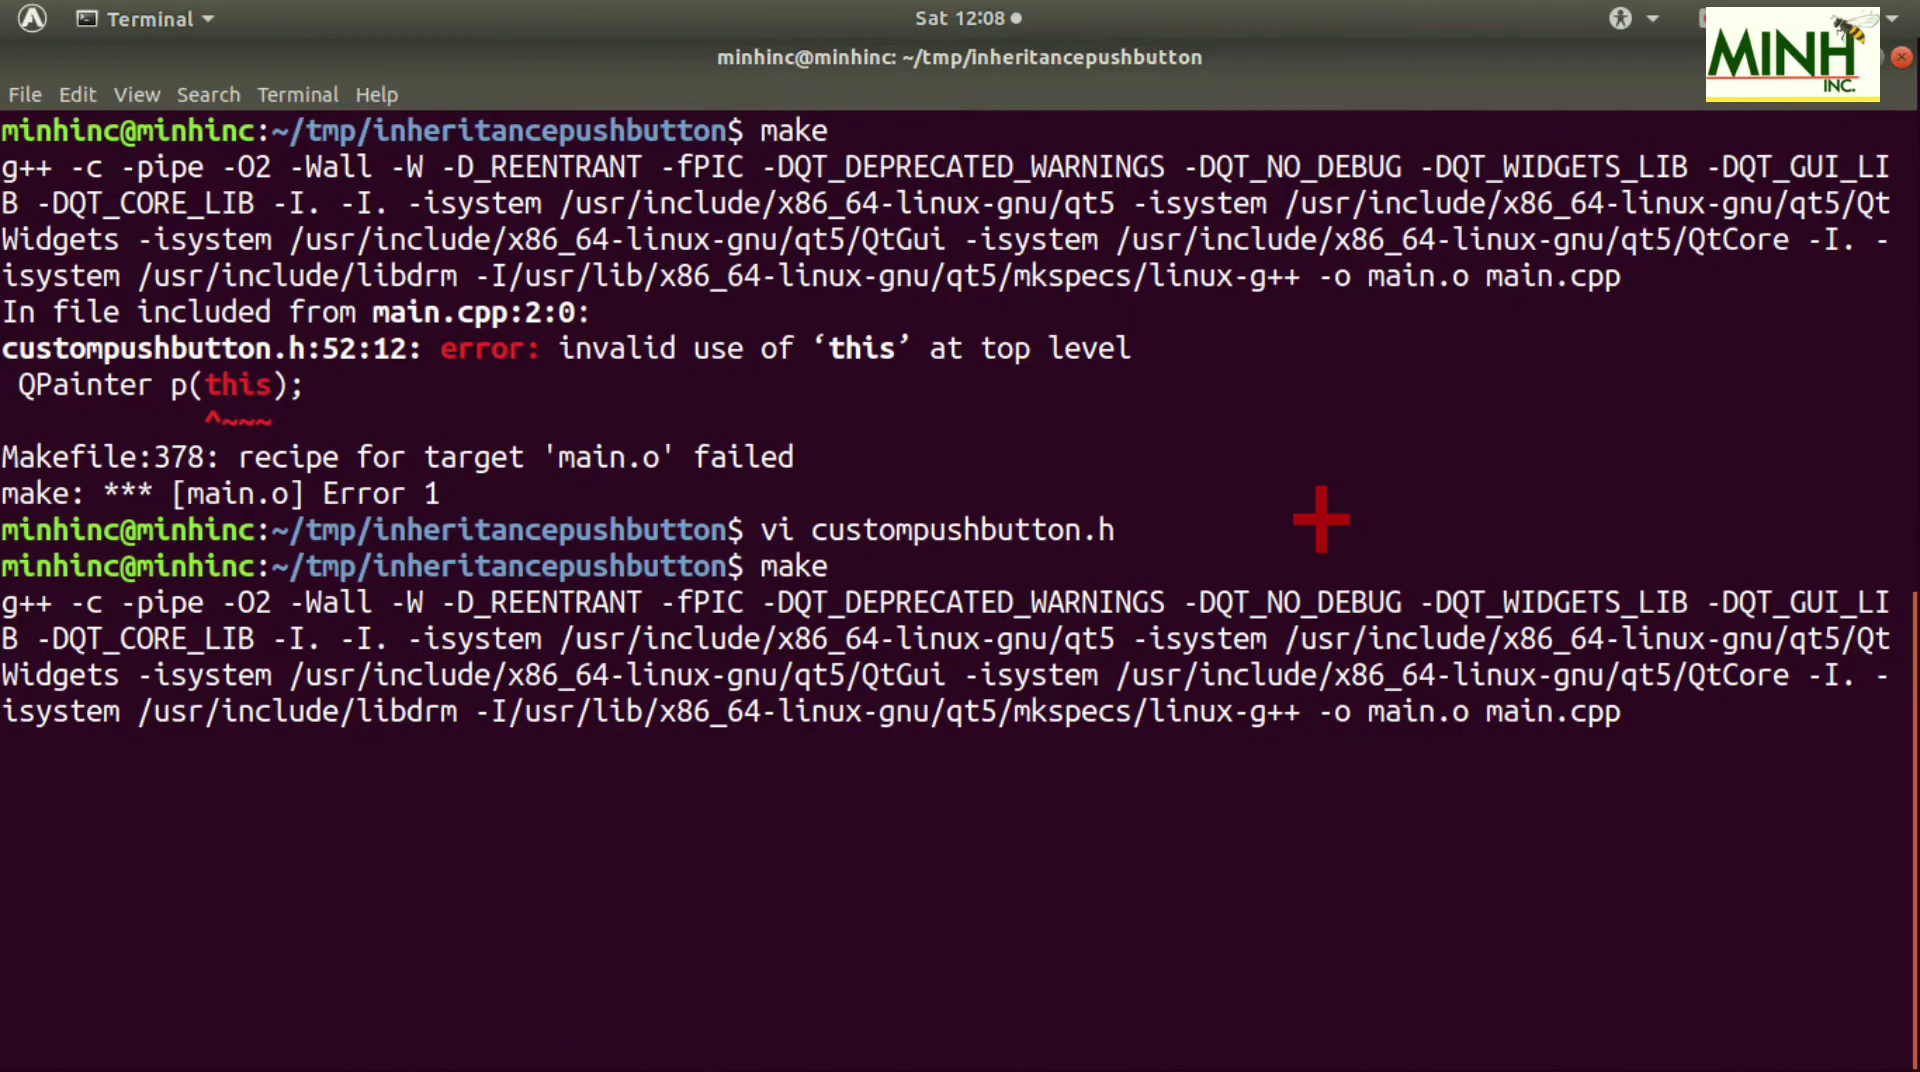 Terminal
Sat 12:08
MINH
INC.
minhinc@minhinc: ~/tmp/inheritancepushbutton
File Edit View Search Terminal Help
minhinc@minhinc:~/tmp/inheritancepushbutton$ make
g++ -c -pipe -O2 -Wall -W -D_REENTRANT -fPIC -DQT_DEPRECATED_WARNINGS -DQT_NO_DEBUG -DQT_WIDGETS_LIB -DQT_GUI_LI
B -DQT_CORE_LIB -I. -I. -isystem /usr/include/x86_64-linux-gnu/qt5 -isystem /usr/include/x86_64-linux-gnu/qt5/Qt
Widgets -isystem /usr/include/x86_64-linux-gnu/qt5/QtGui -isystem /usr/include/x86_64-linux-gnu/qt5/QtCore -I. -
isystem /usr/include/libdrm -I/usr/lib/x86_64-linux-gnu/qt5/mkspecs/linux-g++ -o main.o main.cpp
In file included from main.cpp:2:0:
custompushbutton.h:52:12: error: invalid use of ‘this’ at top level
QPainter p(this);
^~~~
Makefile:378: recipe for target 'main.o' failed
make: *** [main.o] Error 1
minhinc@minhinc:~/tmp/inheritancepushbutton$ vi custompushbutton.h
minhinc@minhinc:~/tmp/inheritancepushbutton$ make
g++ -c -pipe -O2 -Wall -W -D_REENTRANT -fPIC -DQT_DEPRECATED_WARNINGS -DQT_NO_DEBUG -DQT_WIDGETS_LIB -DQT_GUI_LI
B -DQT_CORE_LIB -I. -I. -isystem /usr/include/x86_64-linux-gnu/qt5 -isystem /usr/include/x86_64-linux-gnu/qt5/Qt
Widgets -isystem /usr/include/x86_64-linux-gnu/qt5/QtGui -isystem /usr/include/x86_64-linux-gnu/qt5/QtCore -I. -
isystem /usr/include/libdrm -I/usr/lib/x86_64-linux-gnu/qt5/mkspecs/linux-g++ -o main.o main.cpp